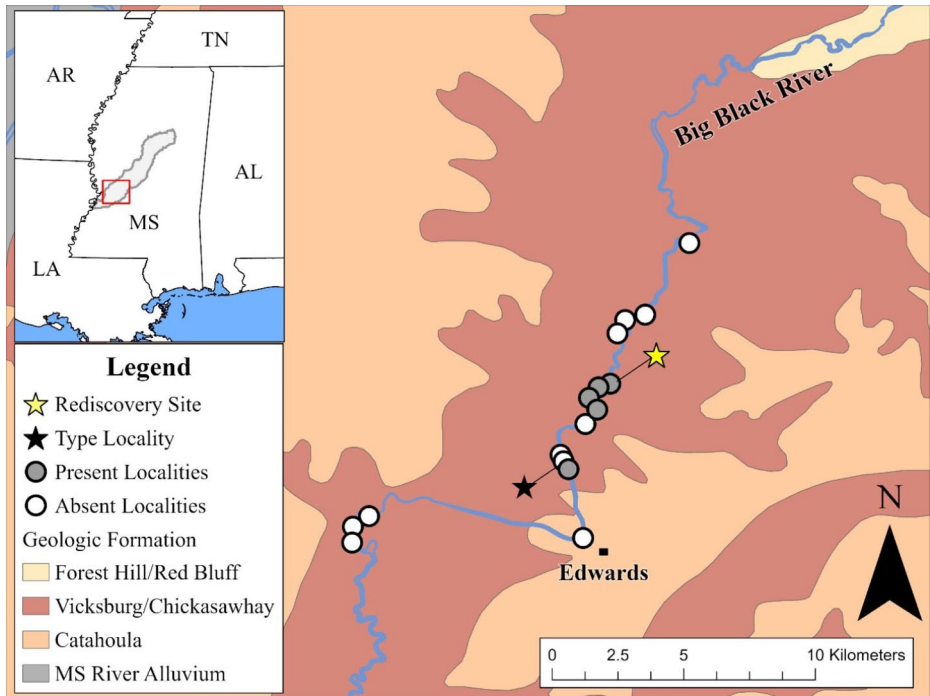 TN
AR
AL
MS
LA
Big Black River
Legend
Rediscovery Site
Type Locality
Present Localities
Absent Localities
Geologic Formation
Forest Hill/Red Bluff
Vicksburg/Chickasawhay
Catahoula
MS River Alluvium
Edwards
N
0 2.5 5 10 Kilometers